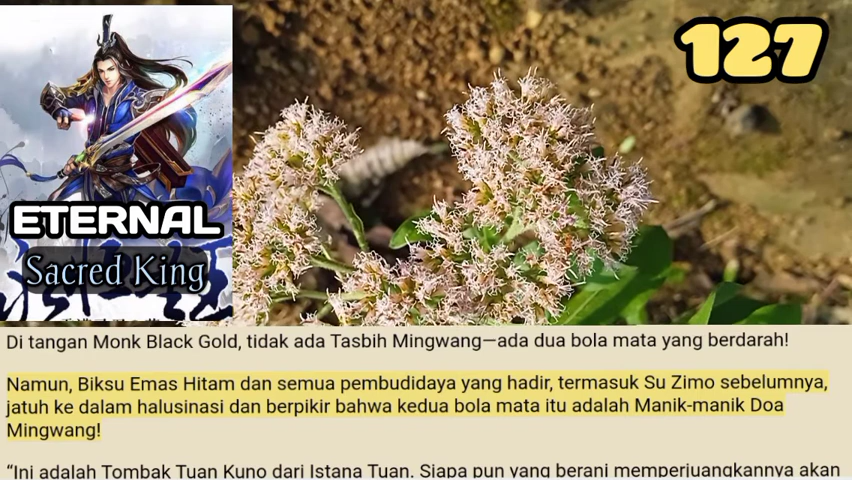 127
ETERNAL
Sacred King
Di tangan Monk Black Gold, tidak ada Tasbih Mingwang—ada dua bola mata yang berdarah!
Namun, Biksu Emas Hitam dan semua pembudidaya yang hadir, termasuk Su Zimo sebelumnya,
jatuh ke dalam halusinasi dan berpikir bahwa kedua bola mata itu adalah Manik-manik Doa
Mingwang!
“Ini adalah Tombak Tuan Kuno dari Istana Tuan. Siapa pun yang berani memperjuangkannya akan